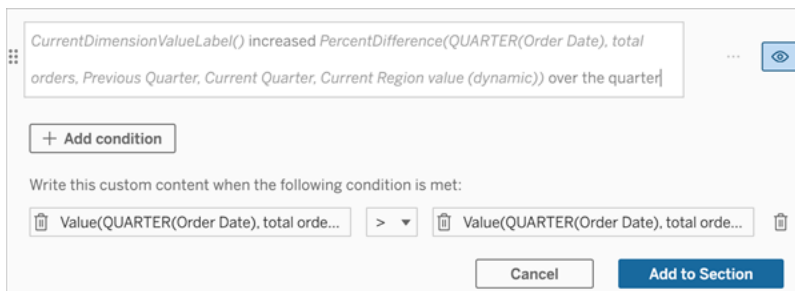 CurrentDimensionValueLabel() increased PercentDifference(QUARTER(Order Date), total
orders, Previous Quarter, Current Quarter, Current Region value (dynamic)) over the quarter
+ Add condition
Write this custom content when the following condition is met:
Value(QUARTER(Order Date), total orde... > Value(QUARTER(Order Date), total orde...
Cancel Add to Section